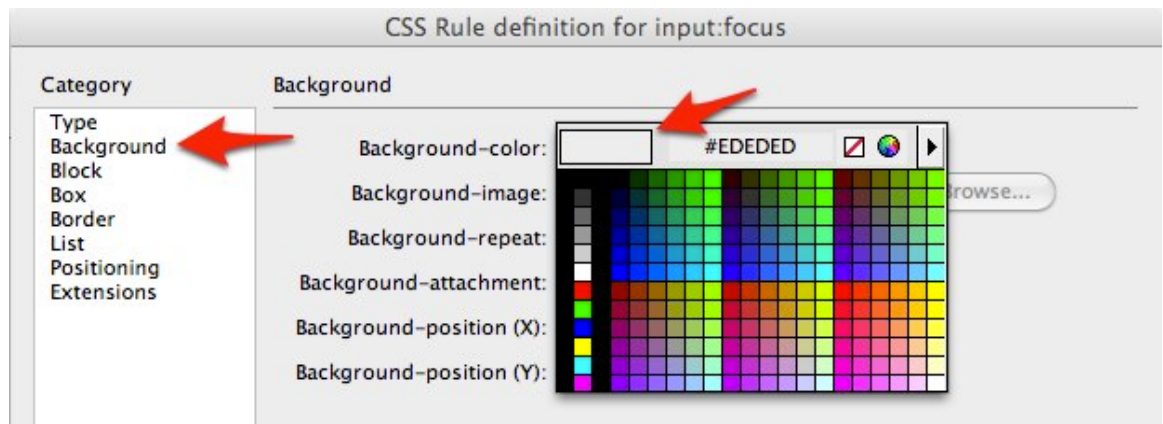 CSS Rule definition for input:focus
Category
Background
Type
Background
Block
Box
Border
List
Positioning
Extensions
Background-color:
#EDEDED
Background-image:
Browse...
Background-repeat:
Background-attachment:
Background-position (X):
Background-position (Y):